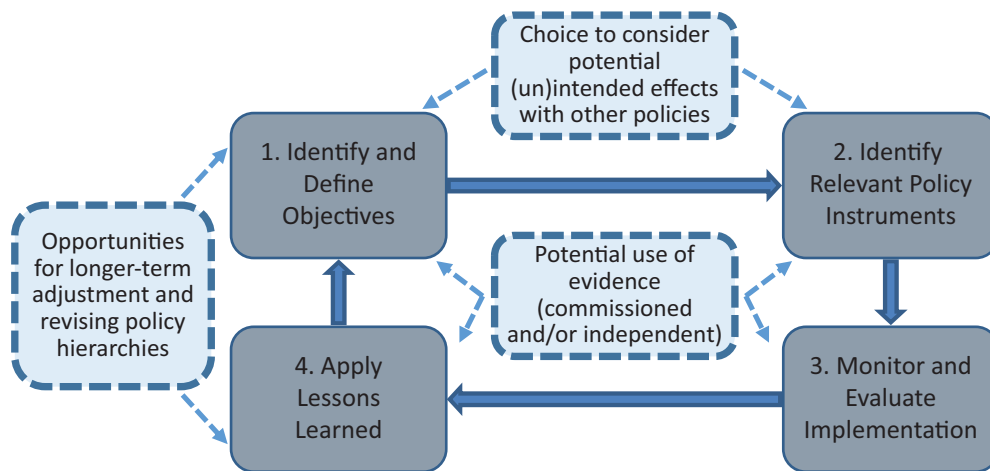 Choice to consider
potential
(un)intended effects
with other policies
1. Identify and
Define
Objectives
2. Identify
Relevant Policy
Instruments
Opportunities
for longer-term
adjustment and
revising policy
hierarchies
Potential use of
evidence
(commissioned
and/or independent)
4. Apply
Lessons
Learned
3. Monitor and
Evaluate
Implementation